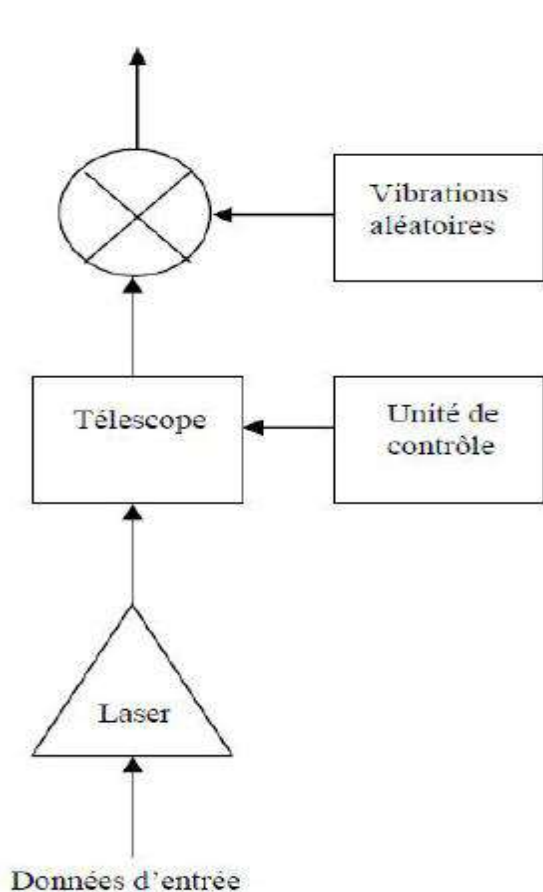 Vibrations
aléatoires
Télescope
Unité de
contrôle
Laser
Données d'entrée